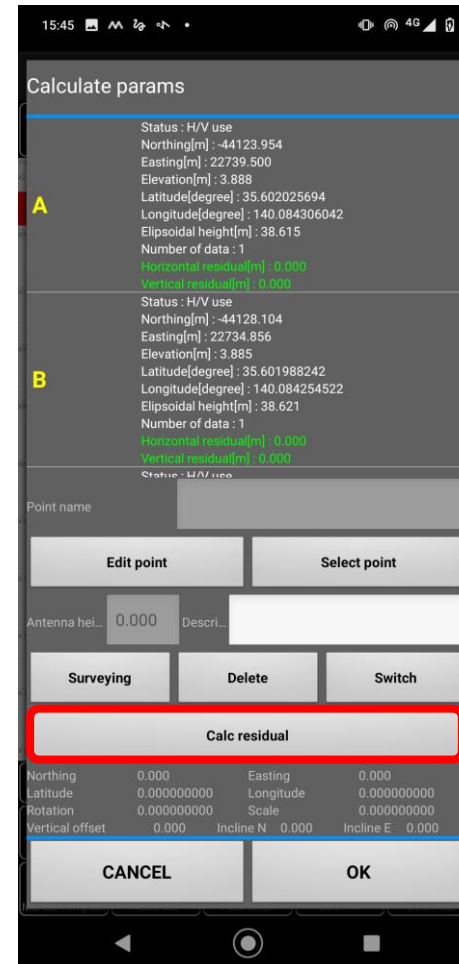 15:45 4G
Calculate params
Status : H/V use
Northing[m] : -44123.954
Easting[m] : 22739.500
Elevation[m] : 3.888
A
Latitude[degree] : 35.602025694
Longitude[degree] : 140.084306042
Elipsoidal height[m] : 38.615
Number of data : 1
Horizontal residual[m] : 0.000
Vertical residual[m] : 0.000
Status : H/V use
Northing[m] : -44128.104
Easting[m] : 22734.856
Elevation[m] : 3.885
B
Latitude[degree] : 35.601988242
Longitude[degree] : 140.084254522
Elipsoidal height[m] : 38.621
Number of data : 1
Horizontal residual[m] : 0.000
Vertical residual[m] : 0.000
Status : H/V use
Point name
Edit point Select point
Antenna hei... 0.000 Descri...
Surveying Delete Switch
Calc residual
Northing 0.000 Easting 0.000
Latitude 0.000000000 Longitude 0.000000000
Rotation 0.000000000 Scale 0.000000000
Vertical offset 0.000 Incline N 0.000 Incline E 0.000
CANCEL OK